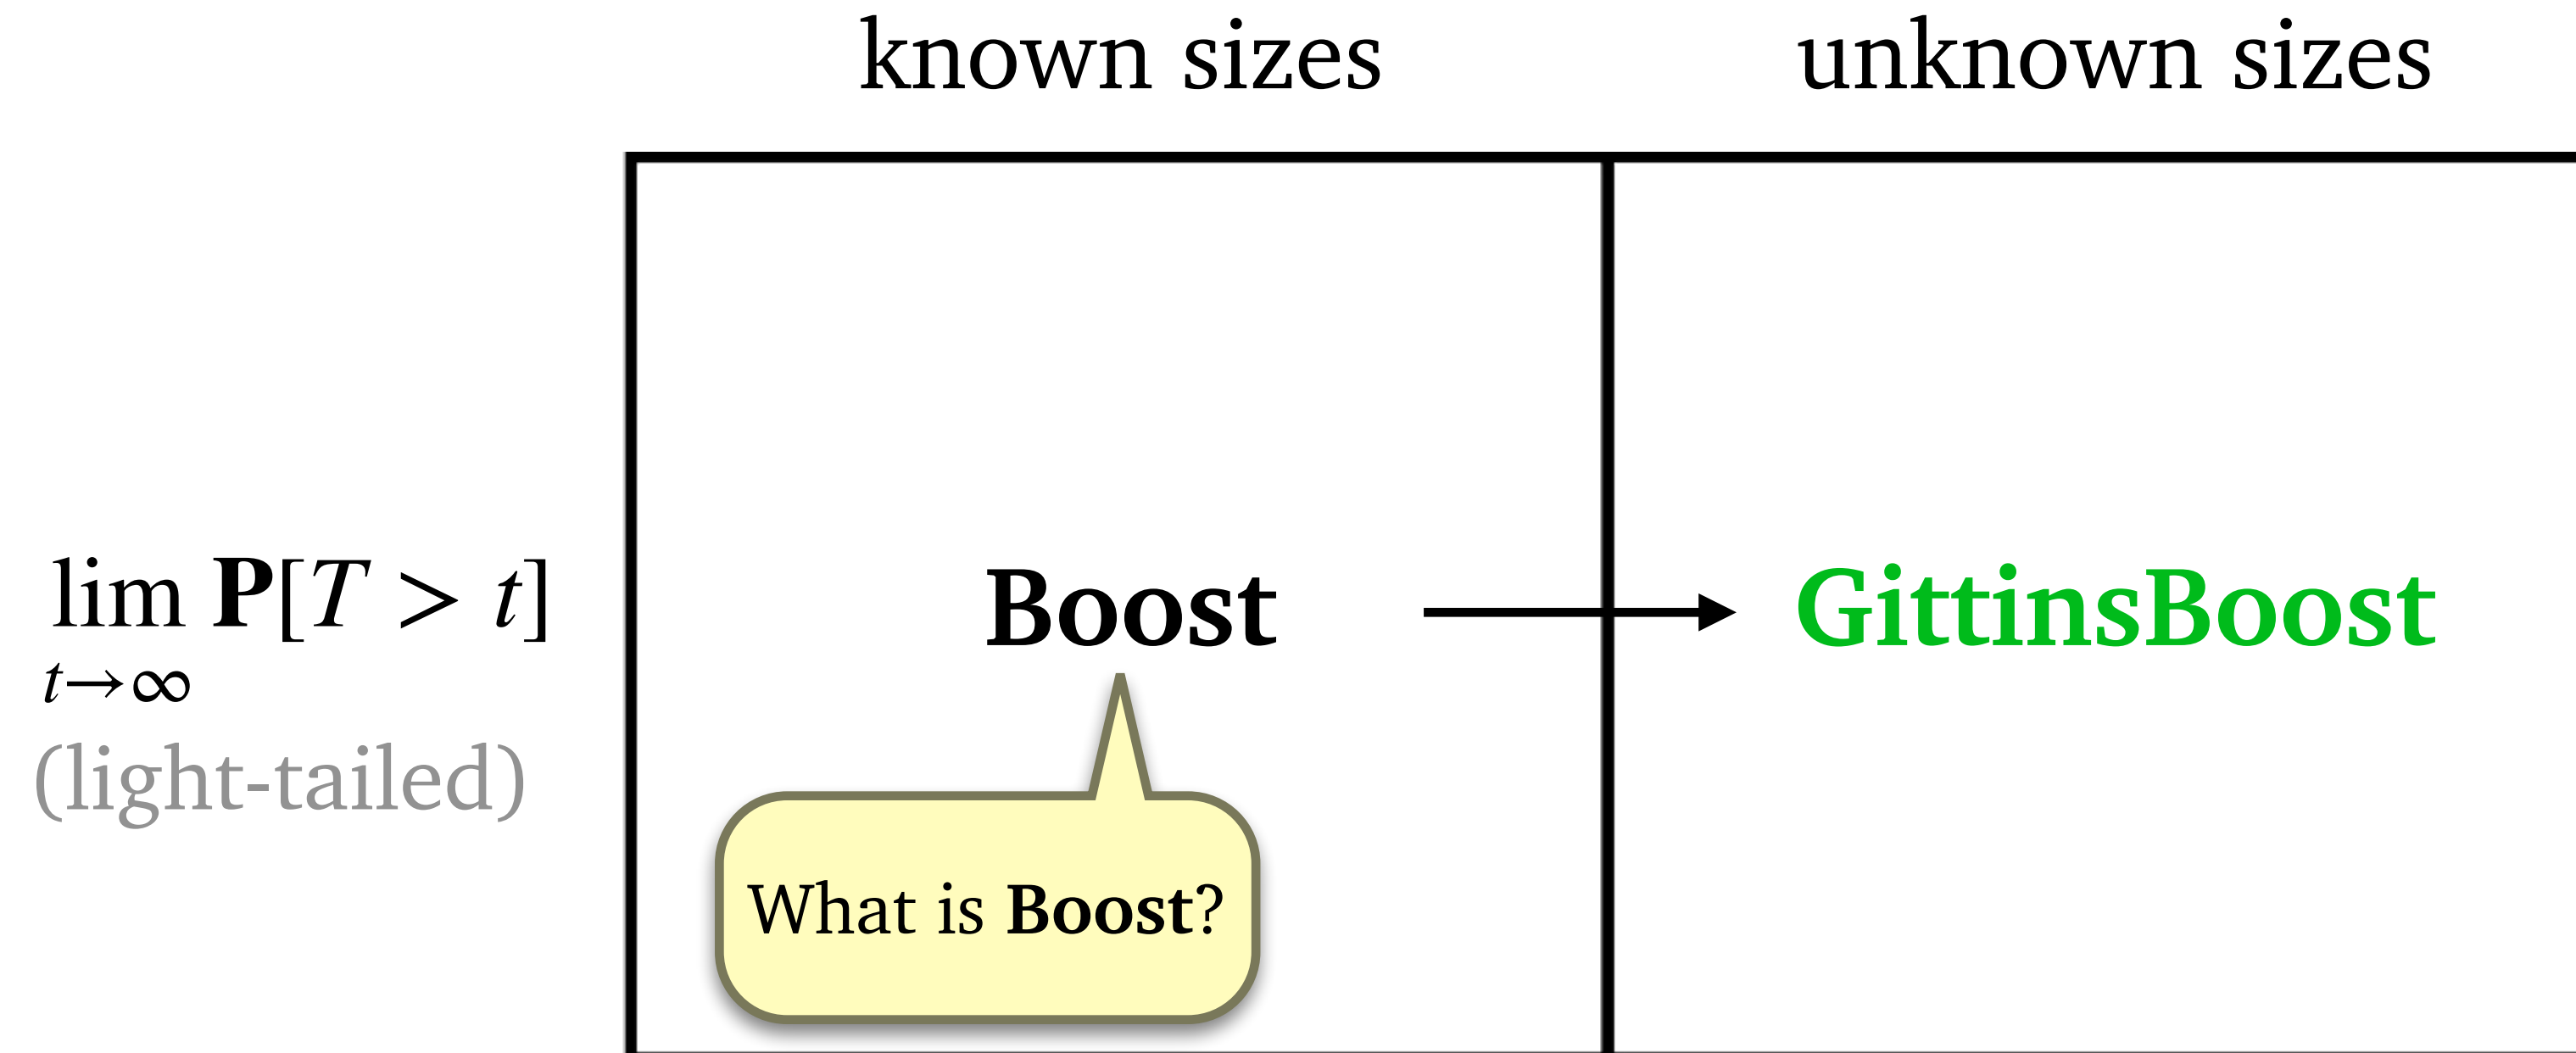 known sizes
unknown sizes
lim P[T > t]
t→∞
(light-tailed)
Boost
GittinsBoost
What is Boost?